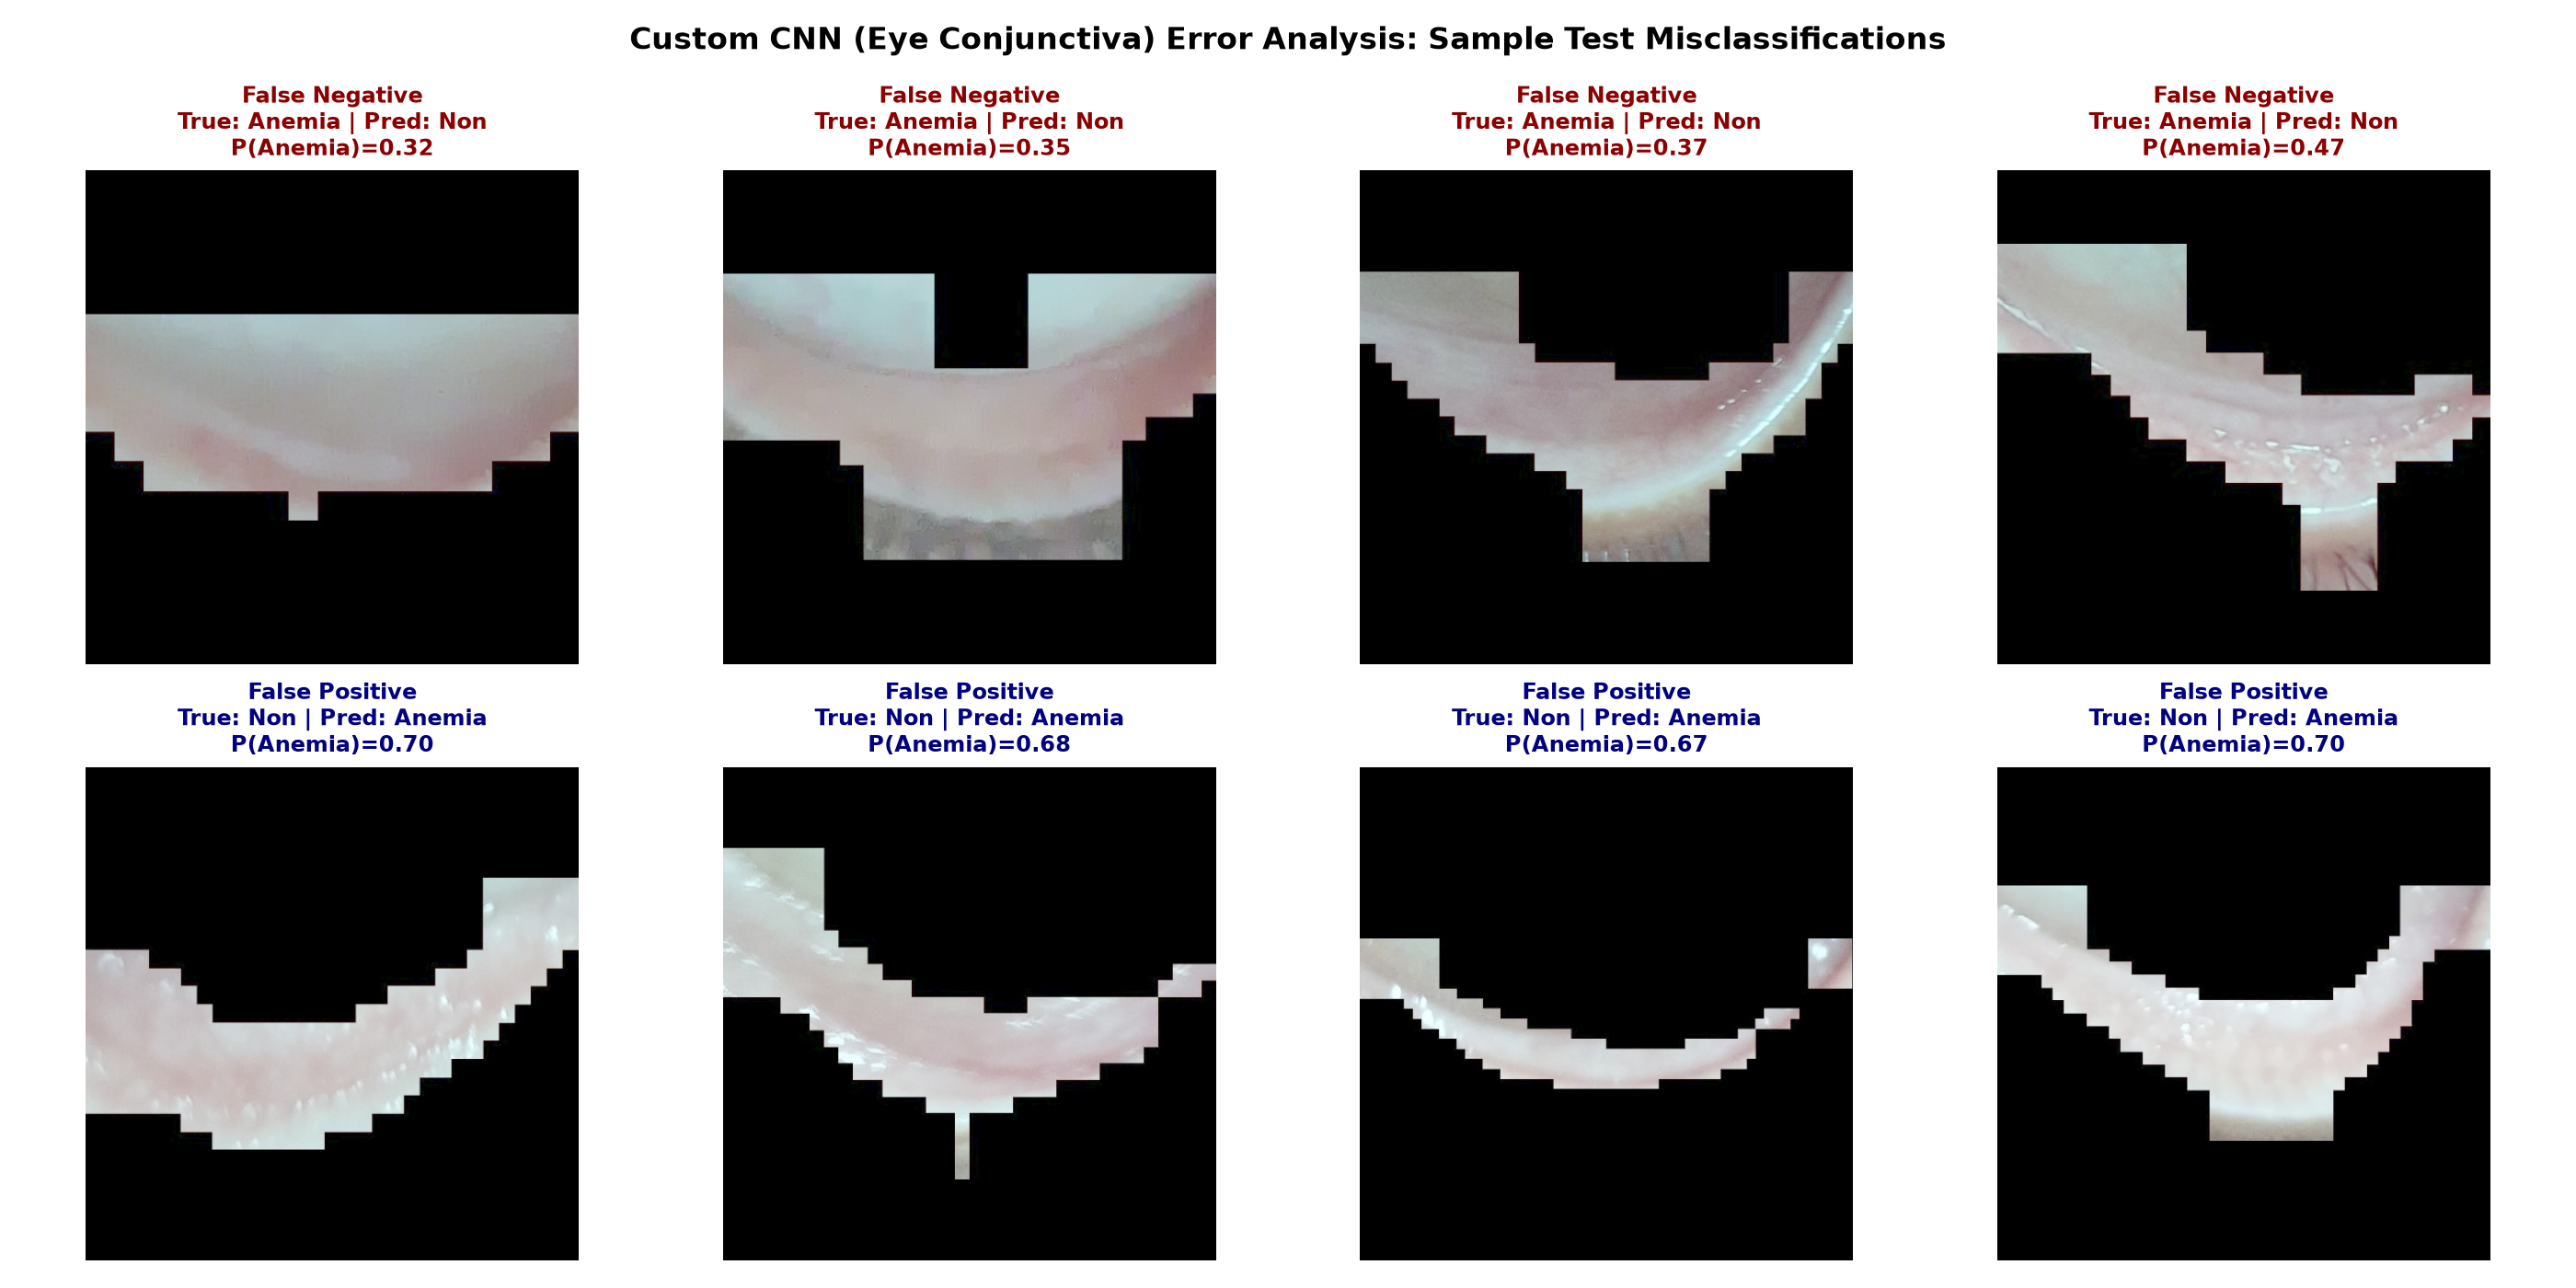 Custom CNN (Eye Conjunctiva) Error Analysis: Sample Test Misclassifications
False Negative
True: Anemia | Pred: Non
P(Anemia)=0.32
False Negative
True: Anemia | Pred: Non
P(Anemia)=0.35
False Negative
True: Anemia | Pred: Non
P(Anemia)=0.37
False Negative
True: Anemia | Pred: Non
P(Anemia)=0.47
False Positive
True: Non | Pred: Anemia
P(Anemia)=0.70
False Positive
True: Non | Pred: Anemia
P(Anemia)=0.68
False Positive
True: Non | Pred: Anemia
P(Anemia)=0.67
False Positive
True: Non | Pred: Anemia
P(Anemia)=0.70